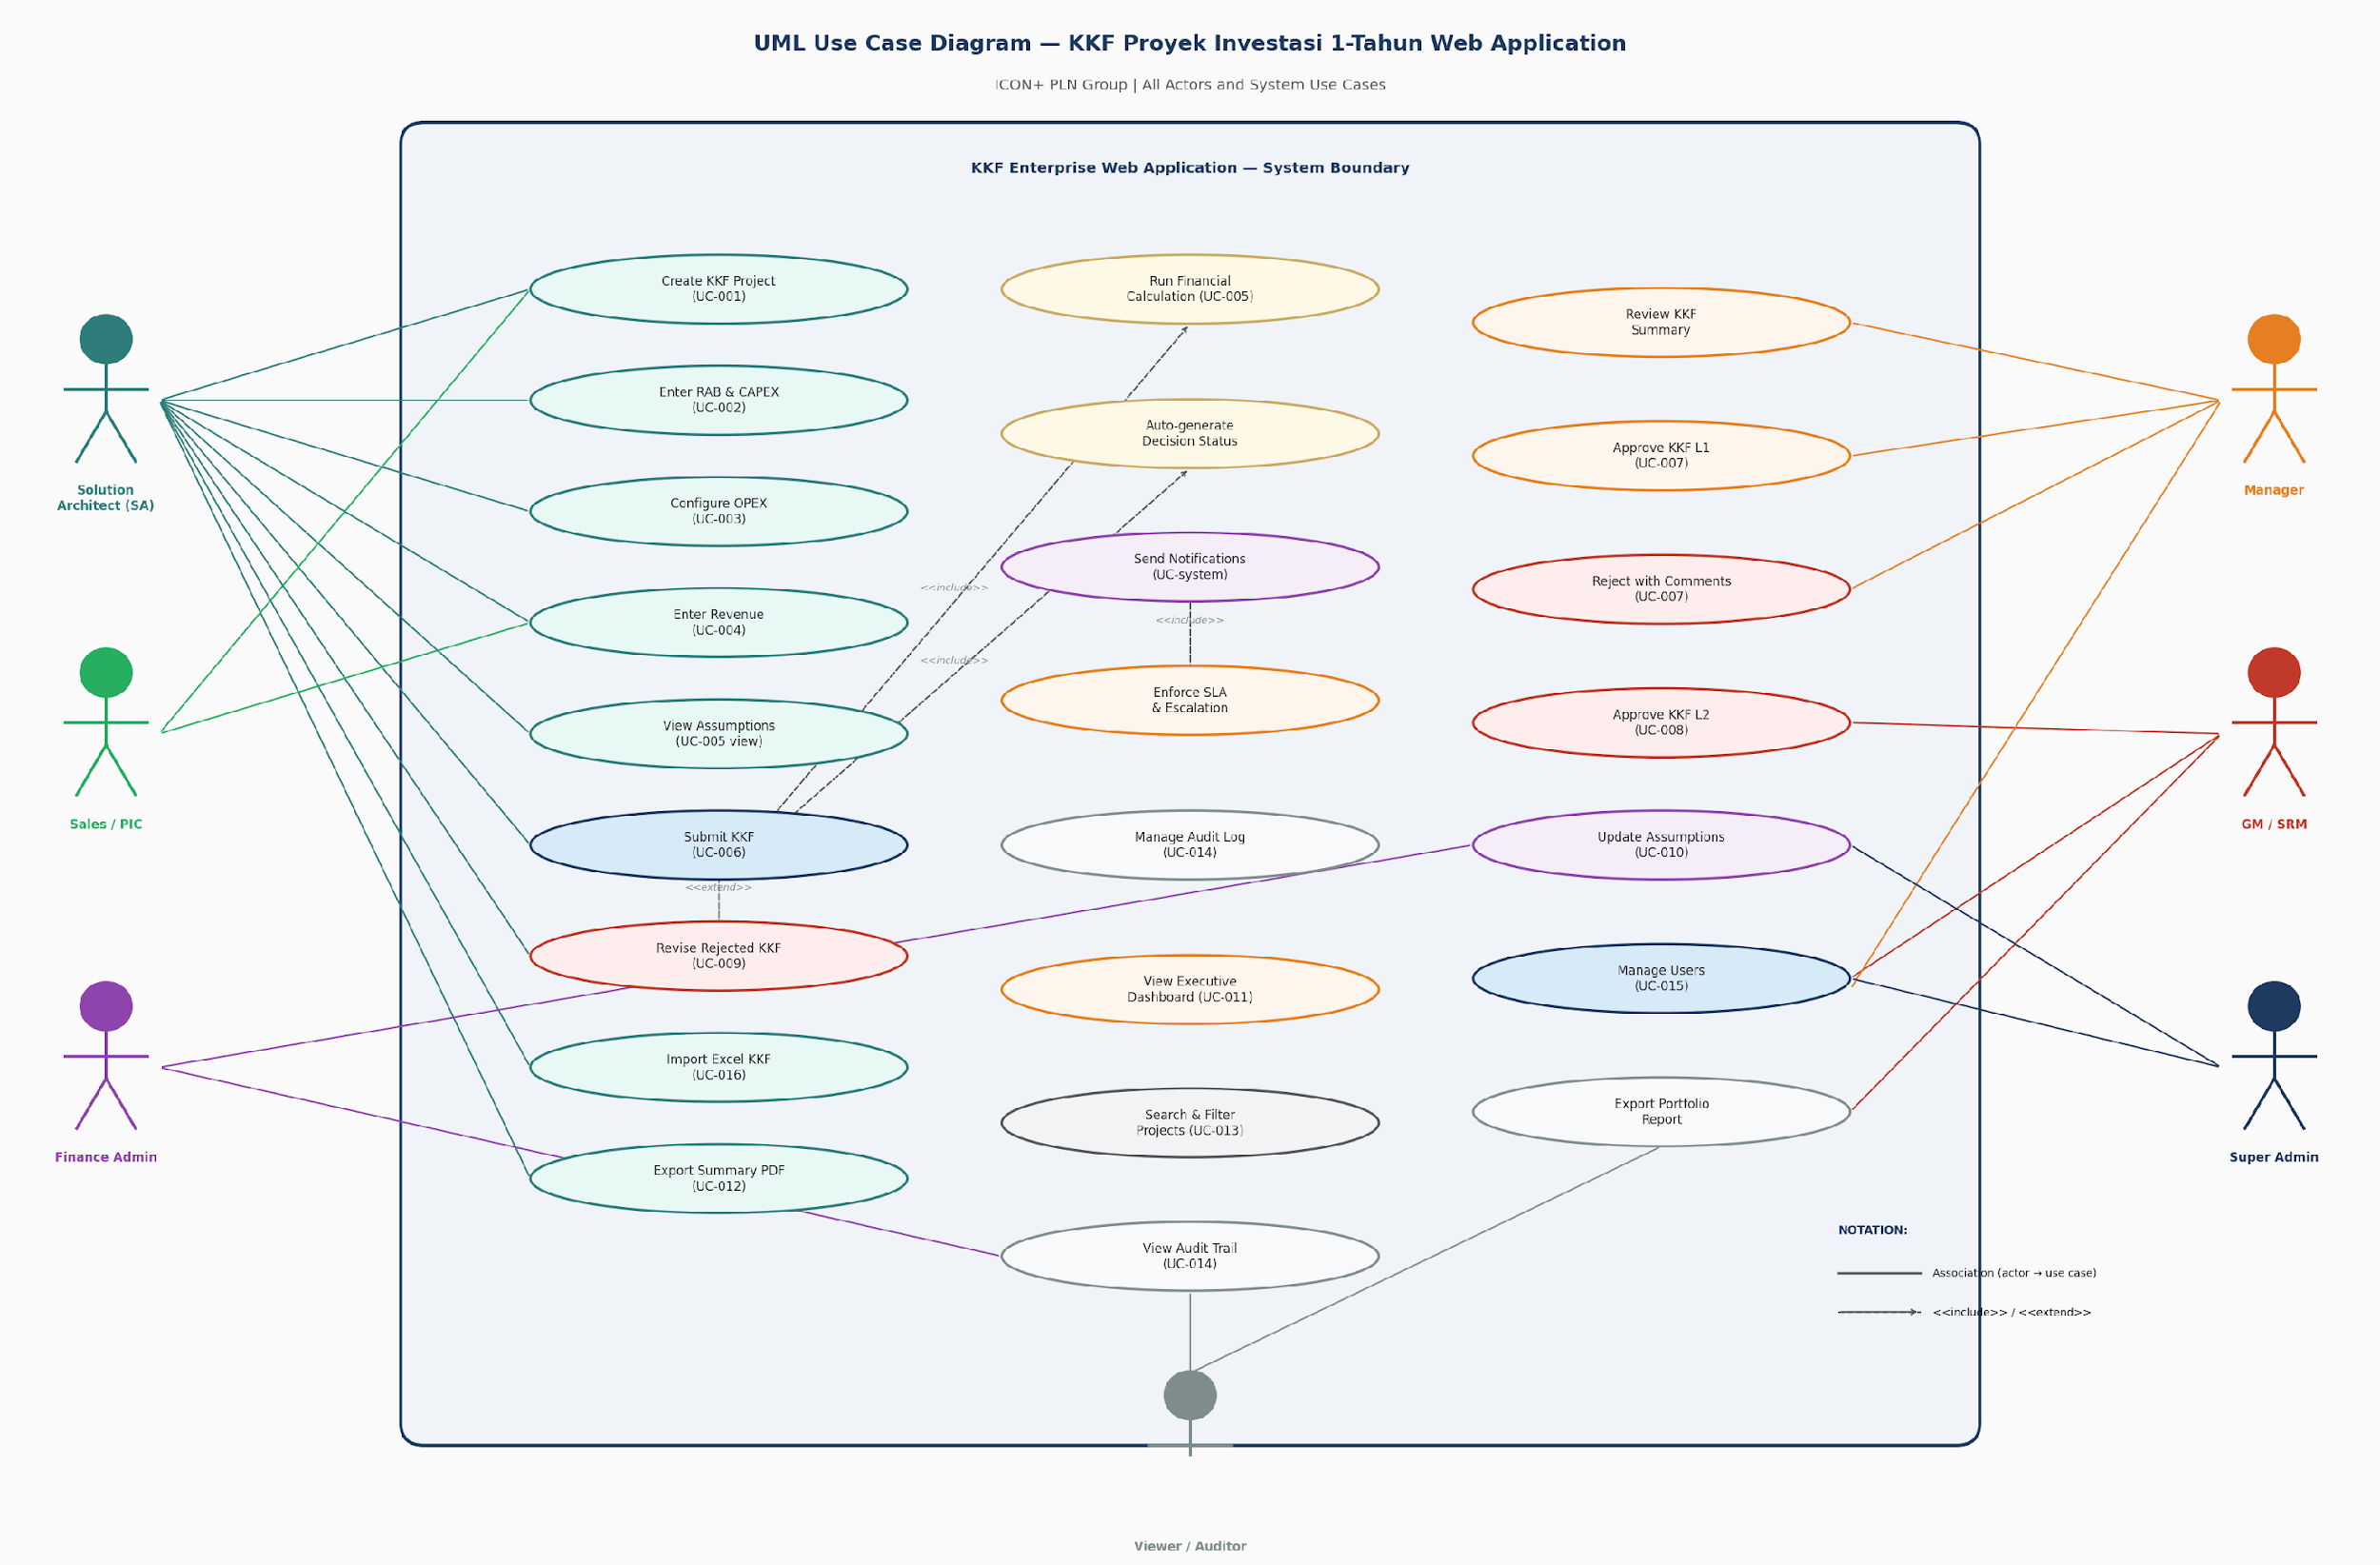 UML Use Case Diagram — KKF Proyek Investasi 1-Tahun Web Application
ICON+ PLN Group | All Actors and System Use Cases
KKF Enterprise Web Application — System Boundary
Solution
Architect (SA)
Sales / PIC
Finance Admin
Create KKF Project
(UC-001)
Enter RAB & CAPEX
(UC-002)
Configure OPEX
(UC-003)
Enter Revenue
(UC-004)
View Assumptions
(UC-005 view)
Submit KKF
(UC-006)
<<extend>>
Revise Rejected KKF
(UC-009)
Import Excel KKF
(UC-016)
Export Summary PDF
(UC-012)
<<include>>
<<include>>
Run Financial
Calculation (UC-005)
Auto-generate
Decision Status
Send Notifications
(UC-system)
<<include>>
Enforce SLA
& Escalation
Manage Audit Log
(UC-014)
View Executive
Dashboard (UC-011)
Search & Filter
Projects (UC-013)
View Audit Trail
(UC-014)
Review KKF
Summary
Approve KKF L1
(UC-007)
Reject with Comments
(UC-007)
Approve KKF L2
(UC-008)
Update Assumptions
(UC-010)
Manage Users
(UC-015)
Export Portfolio
Report
Manager
GM / SRM
Super Admin
NOTATION:
Association (actor → use case)
<<include>> / <<extend>>
Viewer / Auditor